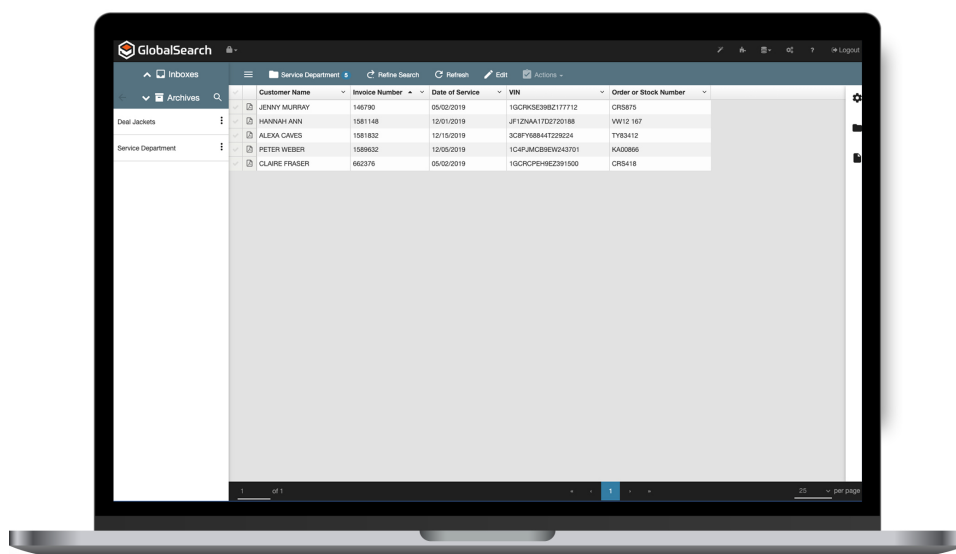 GlobalSearch
? Logout
Inboxes
Service Department 5 Refine Search Refresh Edit Actions
Archives
Customer Name Invoice Number Date of Service VIN Order or Stock Number
Deal Jackets
Service Department
JENNY MURRAY 146790 05/02/2019 1GCRKSE39BZ177712 CRS875
HANNAH ANN 1581148 12/01/2019 JF1ZNAA17D2720188 VW12 167
ALEXA CAVES 1581832 12/15/2019 3C6FY68844T229224 TY83412
PETER WEBER 1589632 12/05/2019 1C4PJMCB9EW243701 KA00866
CLAIRE FRASER 662376 05/02/2019 1GCRCPEH9EZ391500 CRS418
1 of 1 1 25 per page